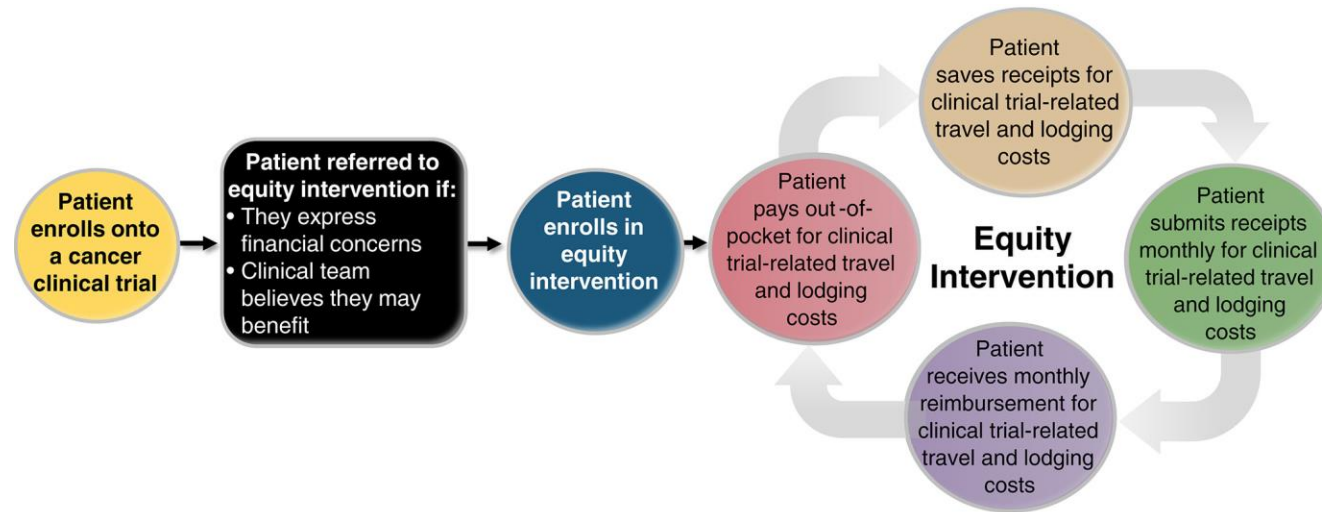 Patient
enrolls onto
a cancer
clinical trial
Patient referred to
equity intervention if:
• They express
financial concerns
• Clinical team
believes they may
benefit
Patient
enrolls in
equity
intervention
Patient
pays out-of-
pocket for clinical
trial-related travel
and lodging
costs
Patient
saves receipts for
clinical trial-related
travel and lodging
costs
Equity
Intervention
Patient
submits receipts
monthly for clinical
trial-related travel
and lodging
costs
Patient
receives monthly
reimbursement for
clinical trial-related
travel and lodging
costs